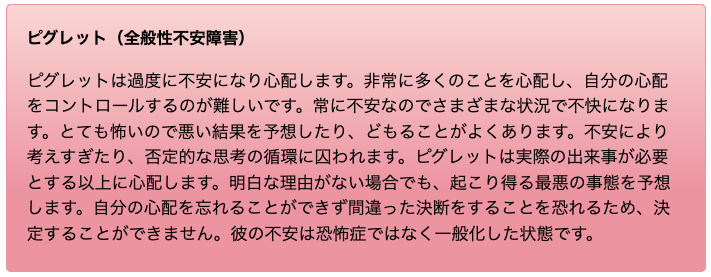 ピグレット（全般性不安障害）
ピグレットは過度に不安になり心配します。非常に多くのことを心配し、自分の心配
をコントロールするのが難しいです。常に不安なのでさまざまな状況で不快になりま
す。とても怖いので悪い結果を予想したり、どもることがよくあります。不安により
考えすぎたり、否定的な思考の循環に囚われます。ピグレットは実際の出来事が必要
とする以上に心配します。明白な理由がない場合でも、起こり得る最悪の事態を予想
します。自分の心配を忘れることができず間違った決断をすることを恐れるため、決
定することができません。彼の不安は恐怖症ではなく一般化した状態です。